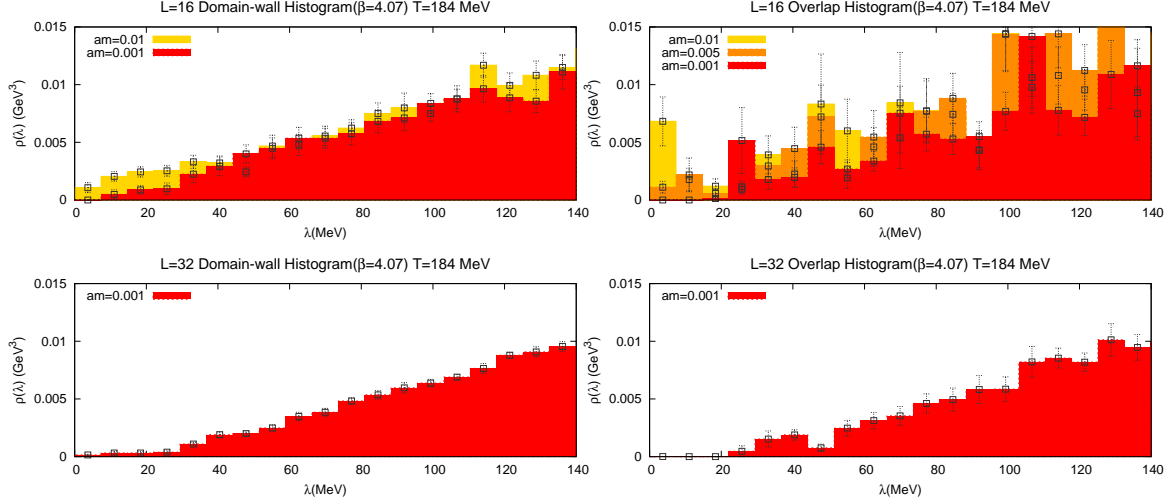 L=16 Domain-wall Histogram(β=4.07) T=184 MeV
am=0.01
am=0.001
ρ(λ) (GeV³)
0.015
0.01
0.005
0
0 20 40 60 80 100 120 140
λ(MeV)
L=16 Overlap Histogram(β=4.07) T=184 MeV
am=0.01
am=0.005
am=0.001
ρ(λ) (GeV³)
0.015
0.01
0.005
0
0 20 40 60 80 100 120 140
λ(MeV)
L=32 Domain-wall Histogram(β=4.07) T=184 MeV
am=0.001
ρ(λ) (GeV³)
0.015
0.01
0.005
0
0 20 40 60 80 100 120 140
λ(MeV)
L=32 Overlap Histogram(β=4.07) T=184 MeV
am=0.001
ρ(λ) (GeV³)
0.015
0.01
0.005
0
0 20 40 60 80 100 120 140
λ(MeV)